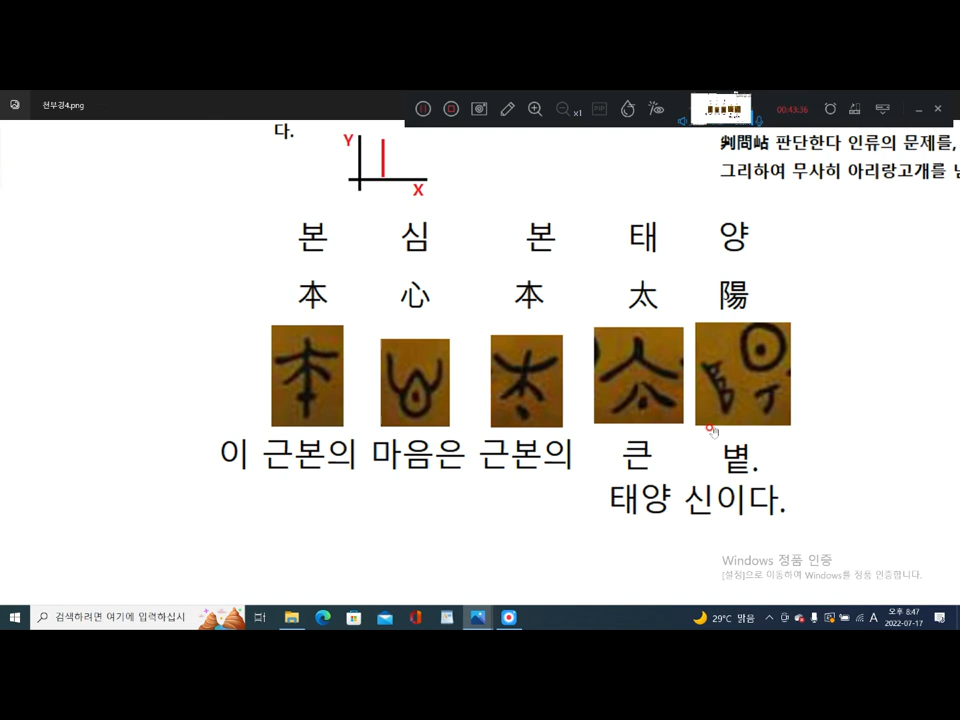 천부경4.png
x1
00:43:36
다.
Y
X
판단한다 인류의 문제를,
그리하여 무사히 아리랑고개를
본 심 본 태 양
本 心 本 太 陽
이 근본의 마음은 근본의 큰 볕.
태양 신이다.
Windows 정품 인증
[설정]으로 이동하여 Windows를 정품 인증합니다.
검색하려면 여기에 입력하십시
29°C 맑음
A
오후 8:47
2022-07-17